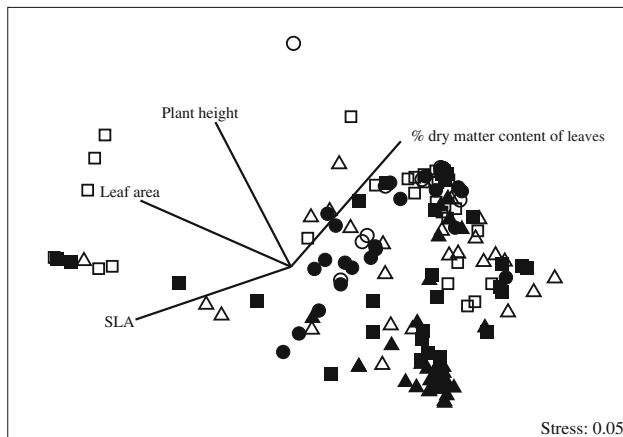 Plant height
% dry matter content of leaves
Leaf area
SLA
Stress: 0.05